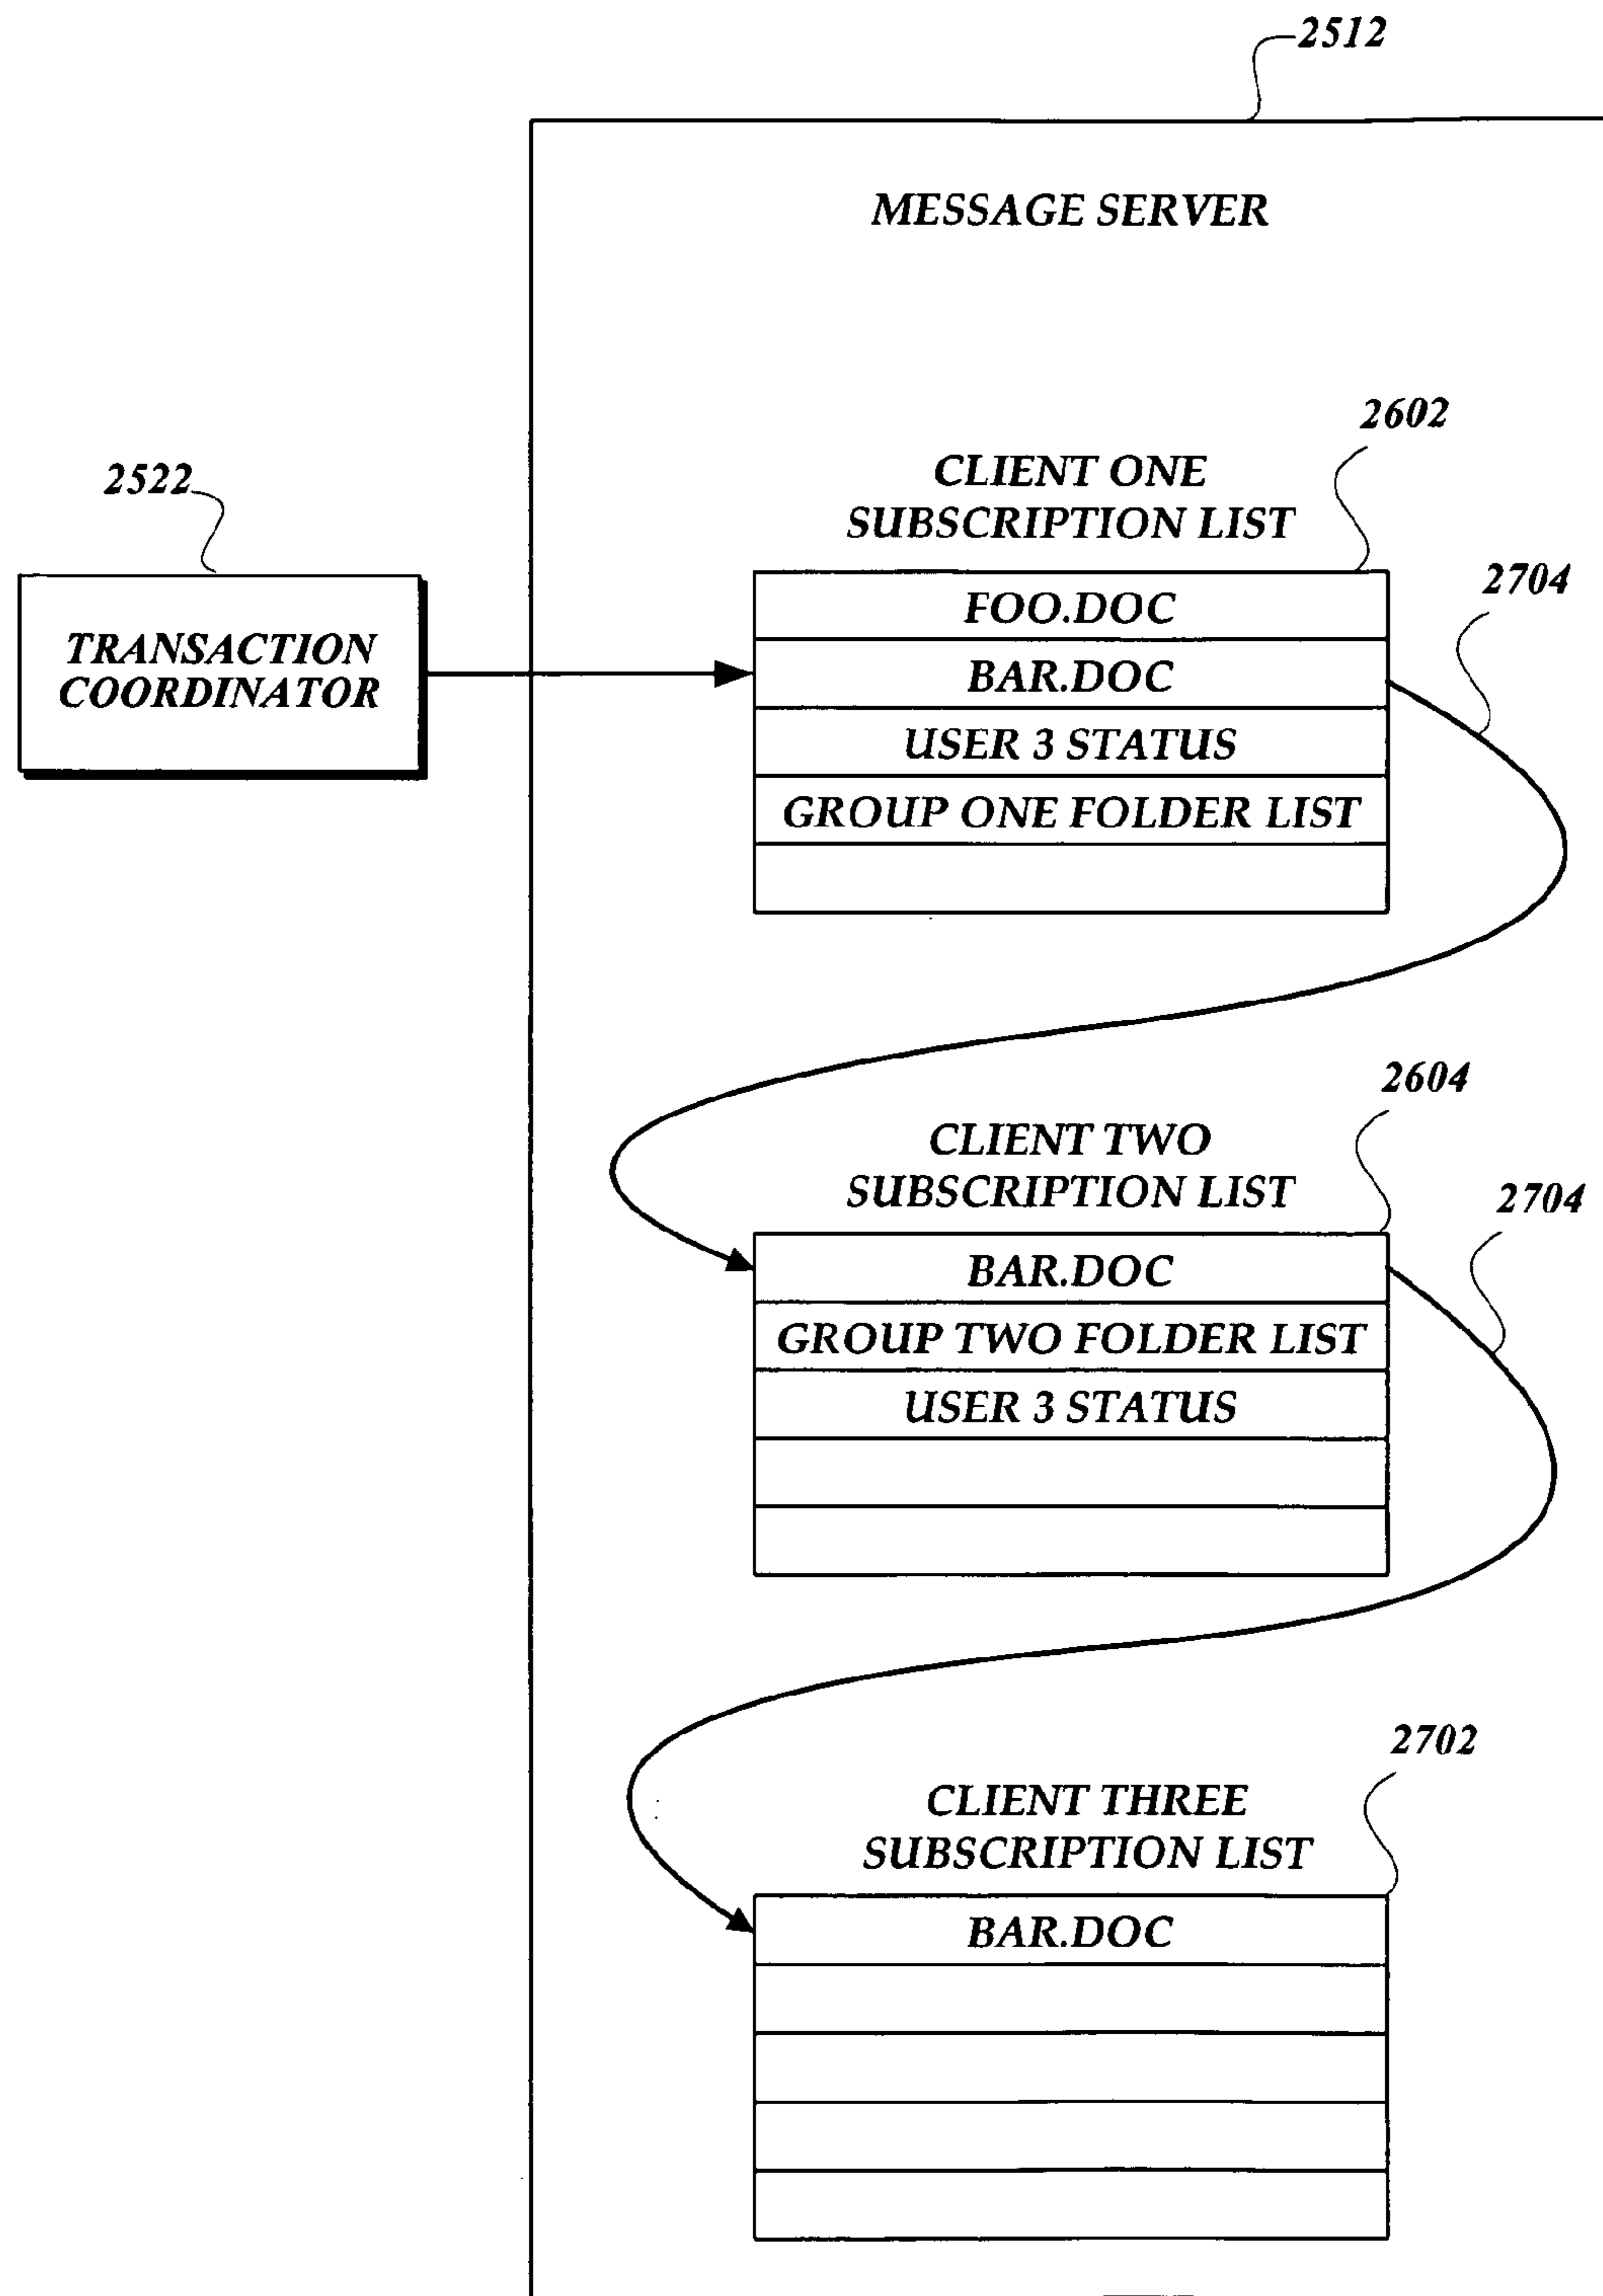 2512
MESSAGE SERVER
2602
CLIENT ONE
SUBSCRIPTION LIST
2522
2704
FOO.DOC
TRANSACTION
COORDINATOR
BAR.DOC
USER 3 STATUS
GROUP ONE FOLDER LIST
2604
CLIENT TWO
SUBSCRIPTION LIST
2704
BAR.DOC
GROUP TWO FOLDER LIST
USER 3 STATUS
2702
CLIENT THREE
SUBSCRIPTION LIST
BAR.DOC